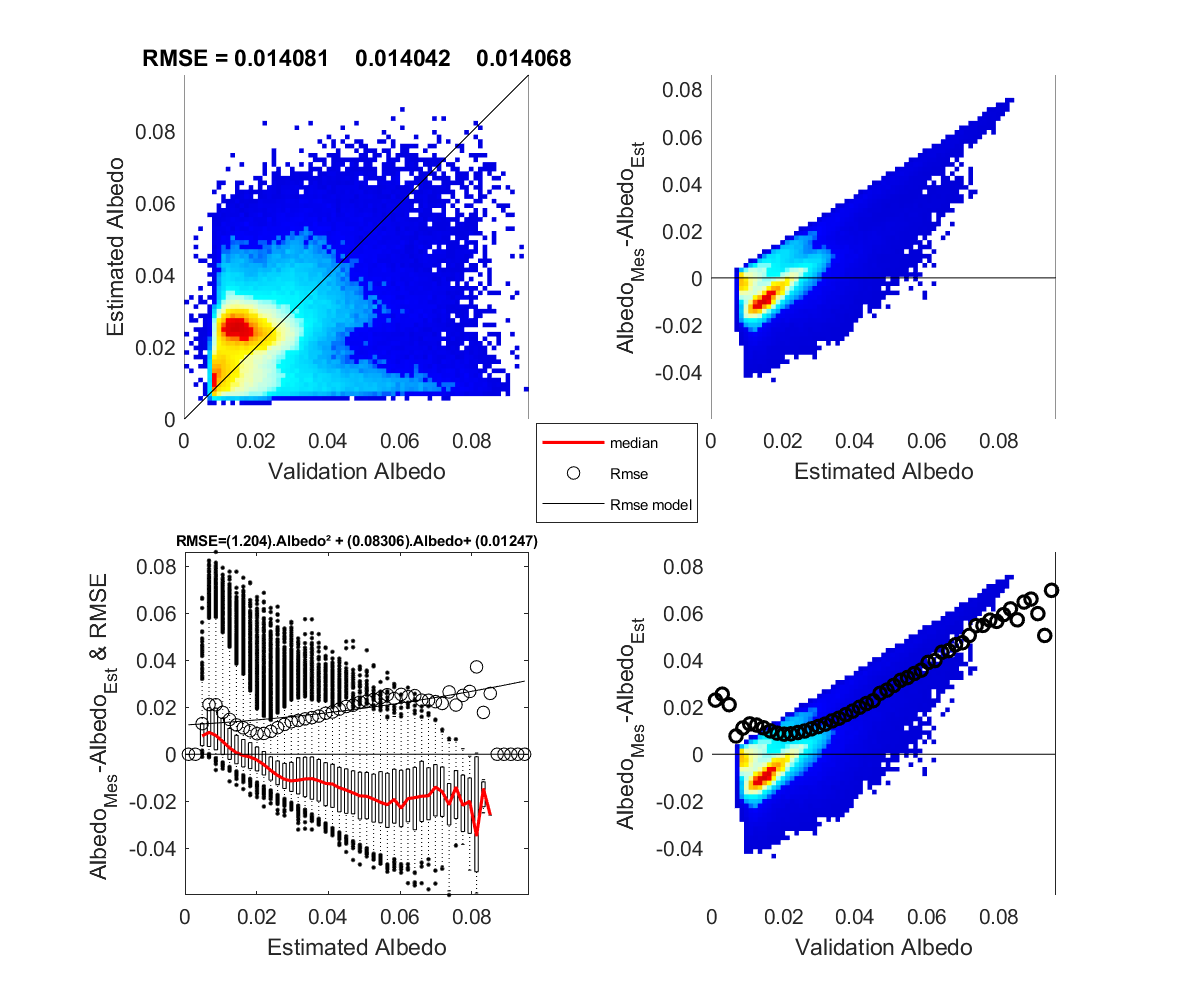 RMSE = 0.014081 0.014042 0.014068
0.08
0.06
0.04
0.02
0
Estimated Albedo
0 0.02 0.04 0.06 0.08
Validation Albedo
0.08
0.06
0.04
0.02
0
-0.02
-0.04
Albedo_Mes-Albedo_Est
0 0.02 0.04 0.06 0.08
Estimated Albedo
median
Rmse
Rmse model
RMSE=(1.204).Albedo² + (0.08306).Albedo+ (0.01247)
0.08
0.06
0.04
0.02
0
-0.02
-0.04
Albedo_Mes-Albedo_Est & RMSE
0 0.02 0.04 0.06 0.08
Estimated Albedo
0.08
0.06
0.04
0.02
0
-0.02
-0.04
Albedo_Mes-Albedo_Est
0 0.02 0.04 0.06 0.08
Validation Albedo